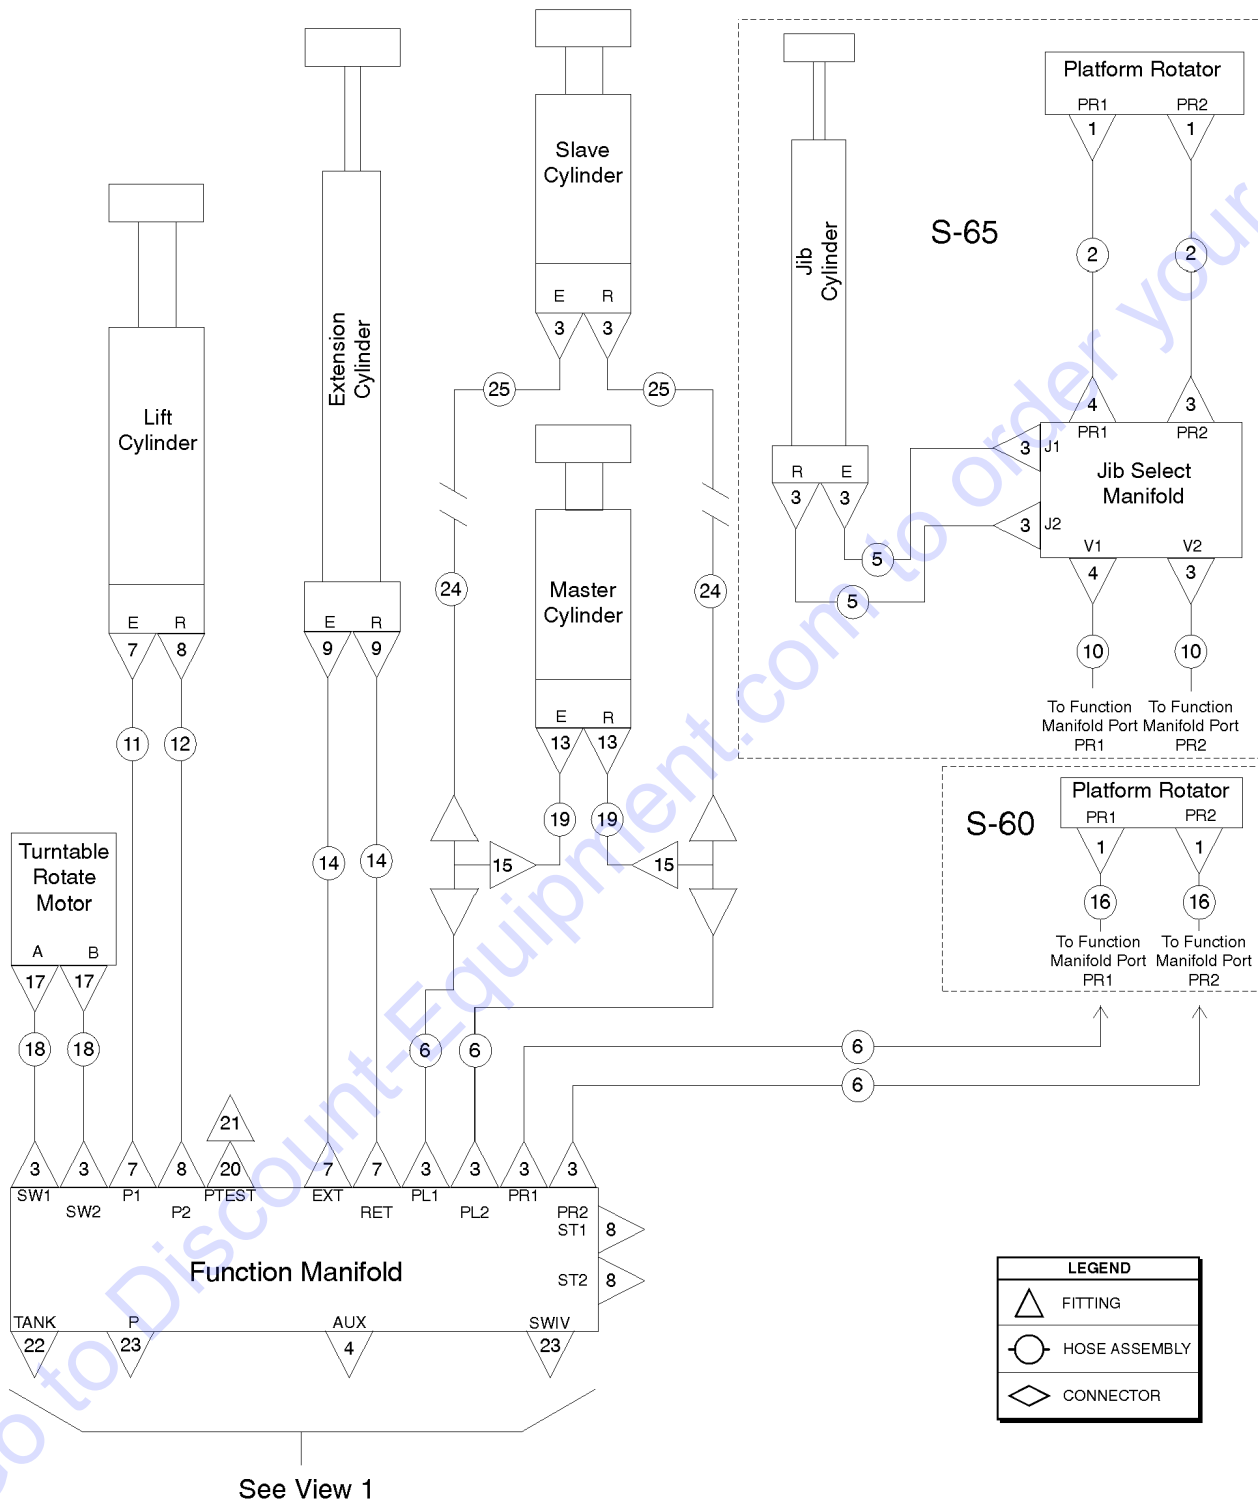 Slave
Cylinder
E R
3 3
25 25
24 24
Lift
Cylinder
E R
7 8
11 12
Extension
Cylinder
E R
9 9
14 14
Master
Cylinder
E R
13 13
19 19
15 15
6 6
Turntable
Rotate
Motor
A B
17 17
18 18
S-65
Jib
Cylinder
R E
3 3
5
5
Platform Rotator
PR1 PR2
1 1
2 2
4 3
PR1 PR2
3 J1
Jib Select
Manifold
3 J2
V1 V2
4 3
10 10
To Function
Manifold Port
PR1
To Function
Manifold Port
PR2
S-60
Platform Rotator
PR1 PR2
1 1
16 16
To Function
Manifold Port
PR1
To Function
Manifold Port
PR2
6
6
21
3 3 7 8 20 7 7 3 3 3 3
SW1 SW2 P1 P2 PTEST EXT RET PL1 PL2 PR1 PR2
ST1 8
Function Manifold
ST2 8
TANK P AUX SWIV
22 23 4 23
See View 1
LEGEND
FITTING
HOSE ASSEMBLY
CONNECTOR
to Discount-Equipment.com to order your